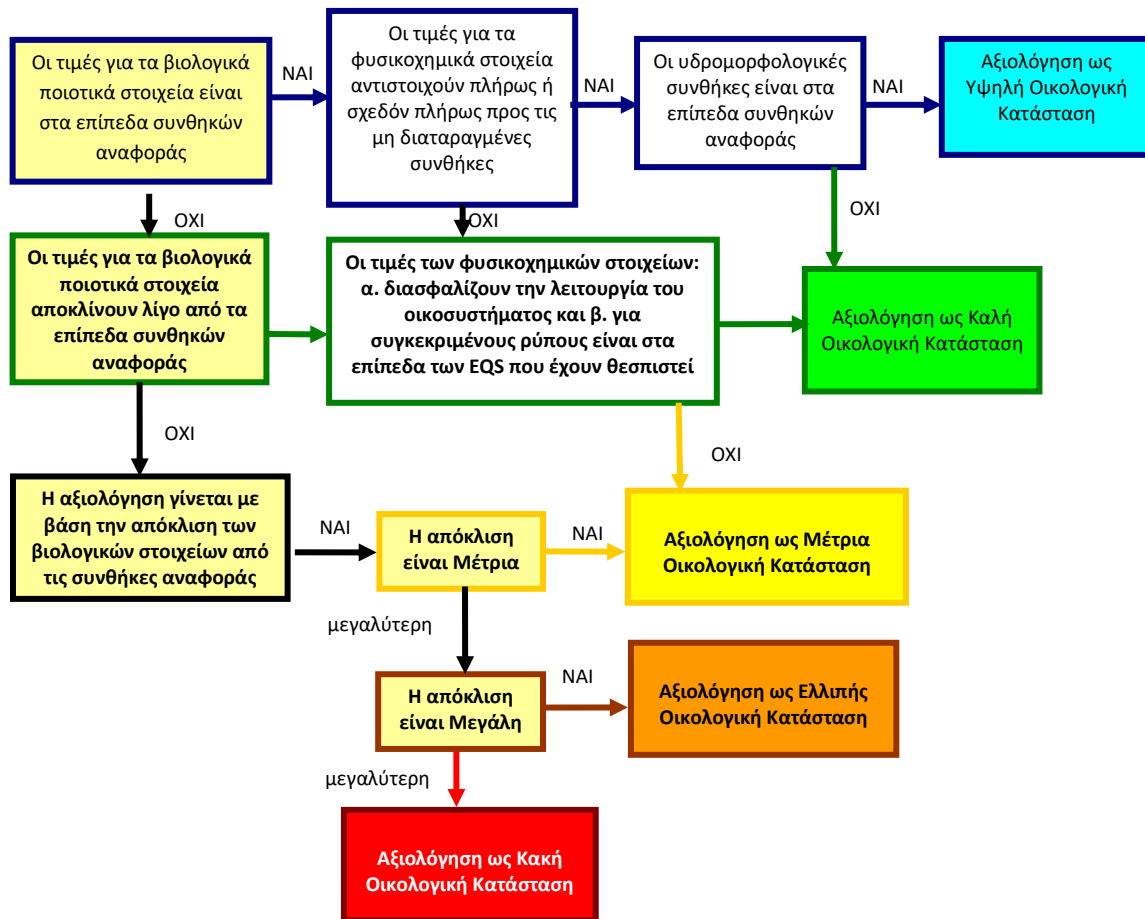 Οι τιμές για τα βιολογικά
ποιοτικά στοιχεία είναι
στα επίπεδα συνθηκών
αναφοράς
ΝΑΙ
Οι τιμές για τα
φυσικοχημικά στοιχεία
αντιστοιχούν πλήρως ή
σχεδόν πλήρως προς τις
μη διαταραγμένες
συνθήκες
ΝΑΙ
Οι υδρομορφολογικές
συνθήκες είναι στα
επίπεδα συνθηκών
αναφοράς
ΝΑΙ
Αξιολόγηση ως
Υψηλή Οικολογική
Κατάσταση
ΟΧΙ
ΟΧΙ
ΟΧΙ
Οι τιμές για τα βιολογικά
ποιοτικά στοιχεία
αποκλίνουν λίγο από τα
επίπεδα συνθηκών
αναφοράς
Οι τιμές των φυσικοχημικών στοιχείων:
α. διασφαλίζουν την λειτουργία του
οικοσυστήματος και β. για
συγκεκριμένους ρύπους είναι στα
επίπεδα των EQS που έχουν θεσπιστεί
Αξιολόγηση ως Καλή
Οικολογική Κατάσταση
ΟΧΙ
ΟΧΙ
Η αξιολόγηση γίνεται με
βάση την απόκλιση των
βιολογικών στοιχείων από
τις συνθήκες αναφοράς
ΝΑΙ
Η απόκλιση
είναι Μέτρια
ΝΑΙ
Αξιολόγηση ως Μέτρια
Οικολογική Κατάσταση
μεγαλύτερη
Η απόκλιση
είναι Μεγάλη
ΝΑΙ
Αξιολόγηση ως Ελλιπής
Οικολογική Κατάσταση
μεγαλύτερη
Αξιολόγηση ως Κακή
Οικολογική Κατάσταση